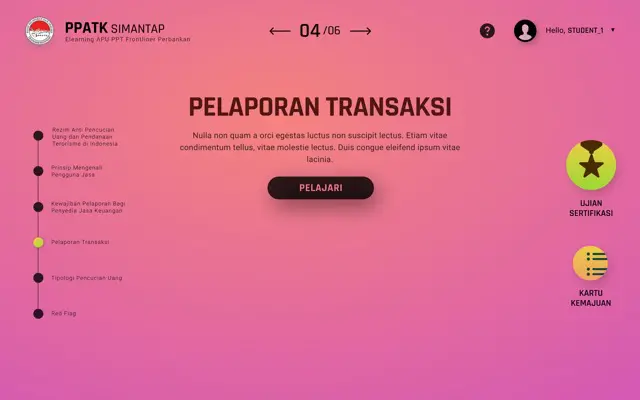 PPATK SIMANTAP
Elearning APU PPT Frontliner Perbankan
04/06
?
Hello, STUDENT_1
PELAPORAN TRANSAKSI
Nulla non quam a orci egestas luctus non suscipit lectus. Etiam vitae
condimentum tellus, vitae molestie lectus. Duis congue eleifend ipsum vitae
lacinia.
PELAJARI
Rezim Anti Pencucian
Uang dan Pendanaan
Terorisme di Indonesia
Prinsip Mengenali
Pengguna Jasa
Kewajiban Pelaporan Bagi
Penyedia Jasa Keuangan
Pelaporan Transaksi
Tipologi Pencucian Uang
Red Flag
UJIAN
SERTIFIKASI
KARTU
KEMAJUAN